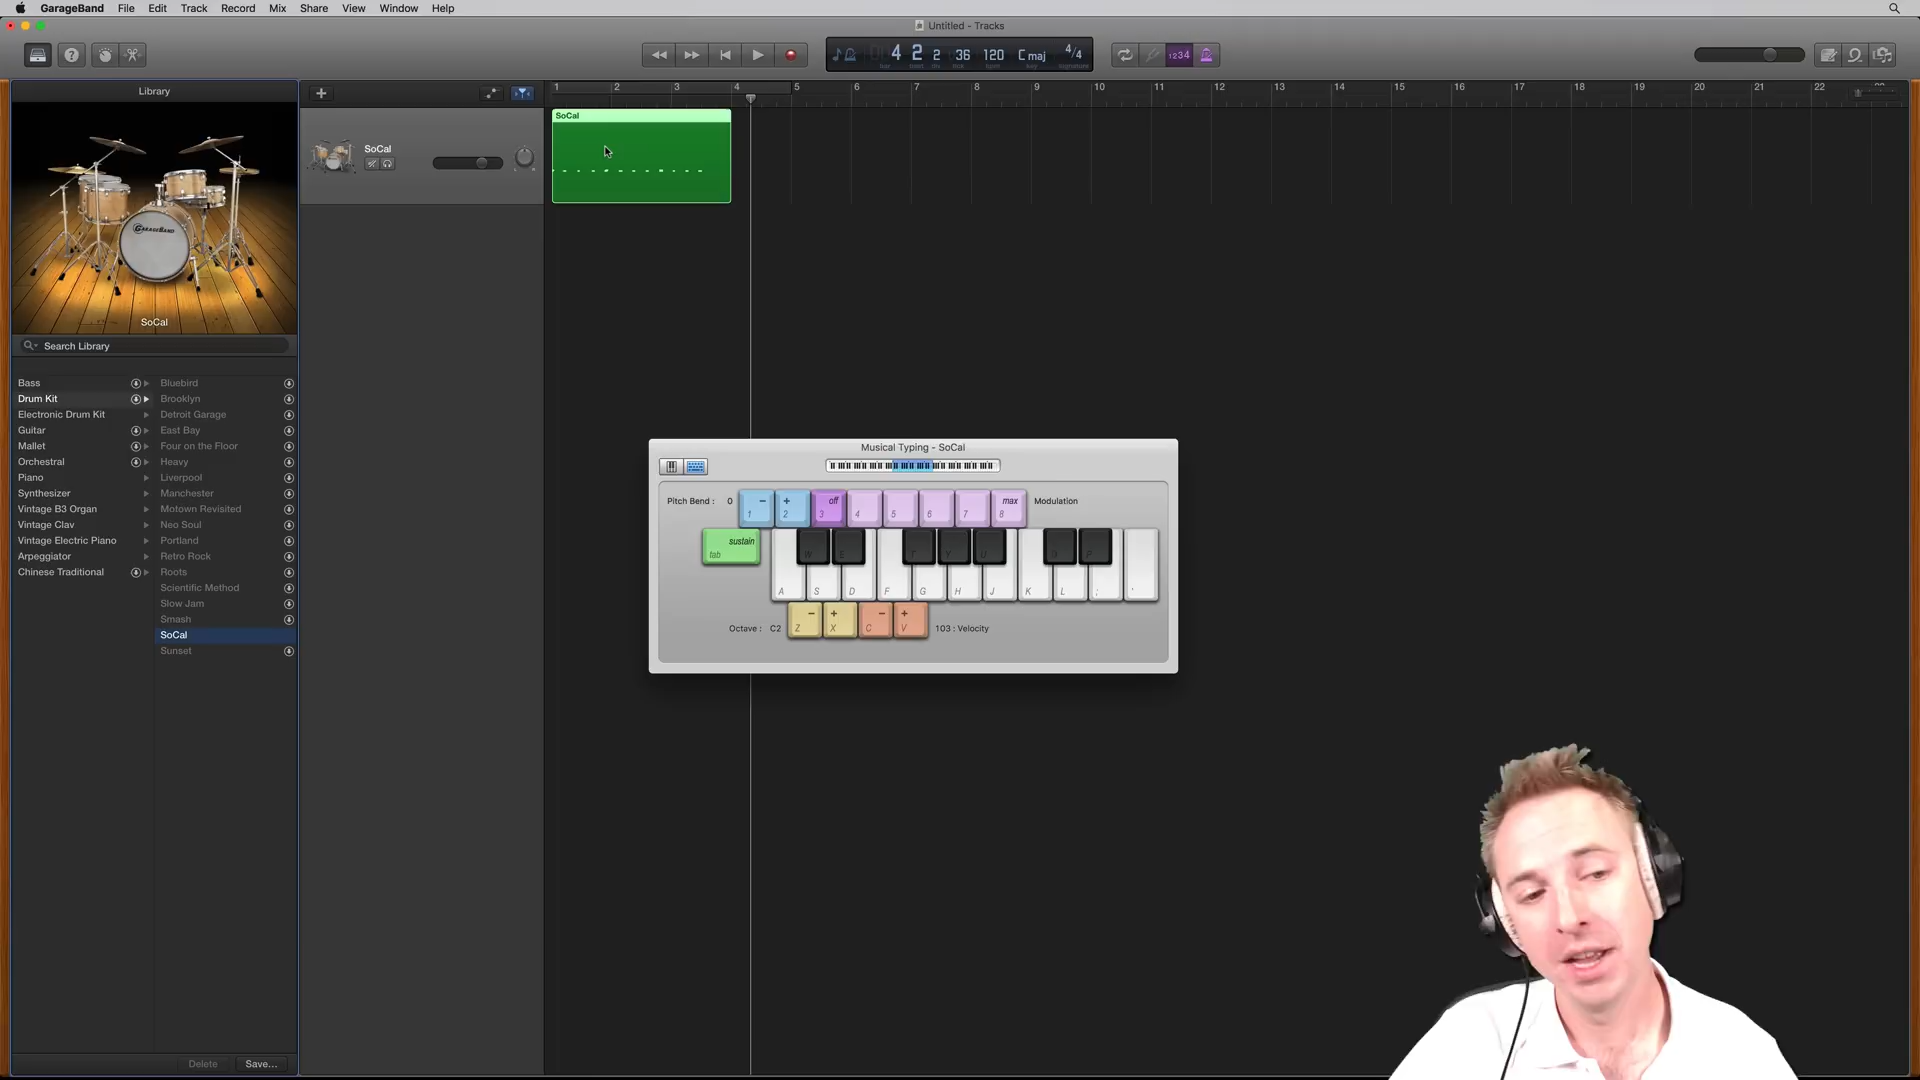 GarageBand File Edit Track Record Mix Share View Window Help
Untitled - Tracks
4 2 2 36 120 C maj 4/4
1234
Library
1 2 3 4 5 6 7 8 9 10 11 12 13 14 15 16 17 18 19 20 21 22
SoCal
SoCal
GarageBand
SoCal
Search Library
Bass
Drum Kit
Electronic Drum Kit
Guitar
Mallet
Orchestral
Piano
Synthesizer
Vintage B3 Organ
Vintage Clav
Vintage Electric Piano
Arpeggiator
Chinese Traditional
Bluebird
Brooklyn
Detroit Garage
East Bay
Four on the Floor
Heavy
Liverpool
Manchester
Motown Revisited
Neo Soul
Portland
Retro Rock
Roots
Scientific Method
Slow Jam
Smash
SoCal
Sunset
Musical Typing - SoCal
Pitch Bend : 0 − + off max Modulation
1 2 3 4 5 6 7 8
sustain
tab
W E T Y U O P
A S D F G H J K L ; '
Octave : C2 − + − + 103 : Velocity
Z X C V
Delete Save...